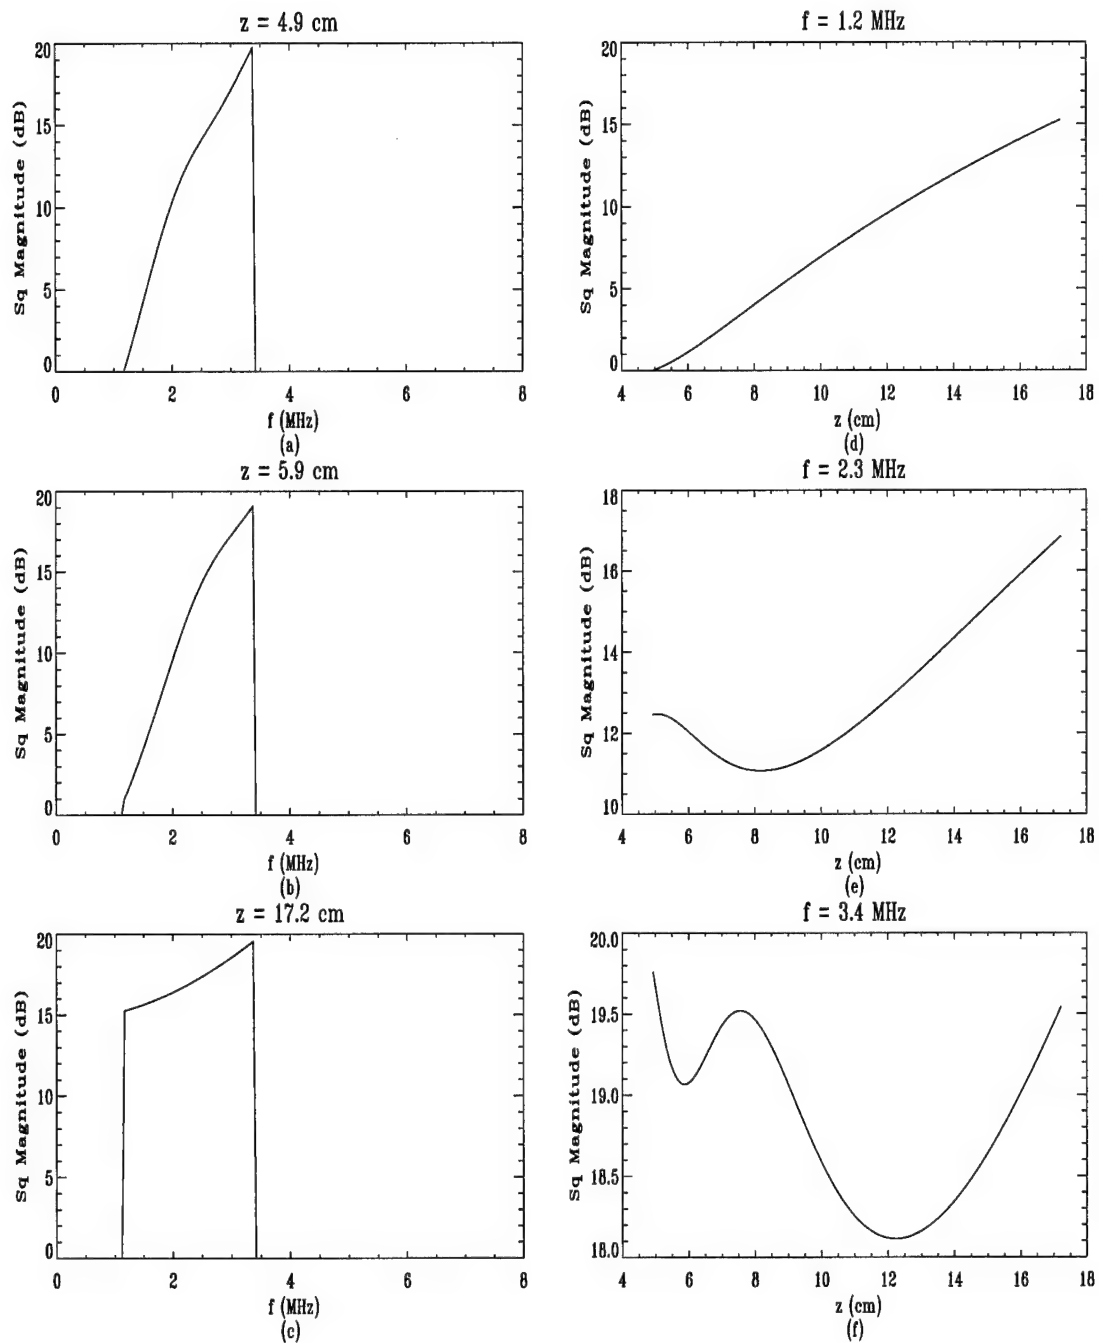 z = 4.9 cm
20
15
10
5
0
Sq Magnitude (dB)
0 2 4 6 8
f (MHz)
(a)
f = 1.2 MHz
20
15
10
5
0
Sq Magnitude (dB)
4 6 8 10 12 14 16 18
z (cm)
(d)
z = 5.9 cm
20
15
10
5
0
Sq Magnitude (dB)
0 2 4 6 8
f (MHz)
(b)
f = 2.3 MHz
18
16
14
12
10
Sq Magnitude (dB)
4 6 8 10 12 14 16 18
z (cm)
(e)
z = 17.2 cm
20
15
10
5
0
Sq Magnitude (dB)
0 2 4 6 8
f (MHz)
(c)
f = 3.4 MHz
20.0
19.5
19.0
18.5
18.0
Sq Magnitude (dB)
4 6 8 10 12 14 16 18
z (cm)
(f)